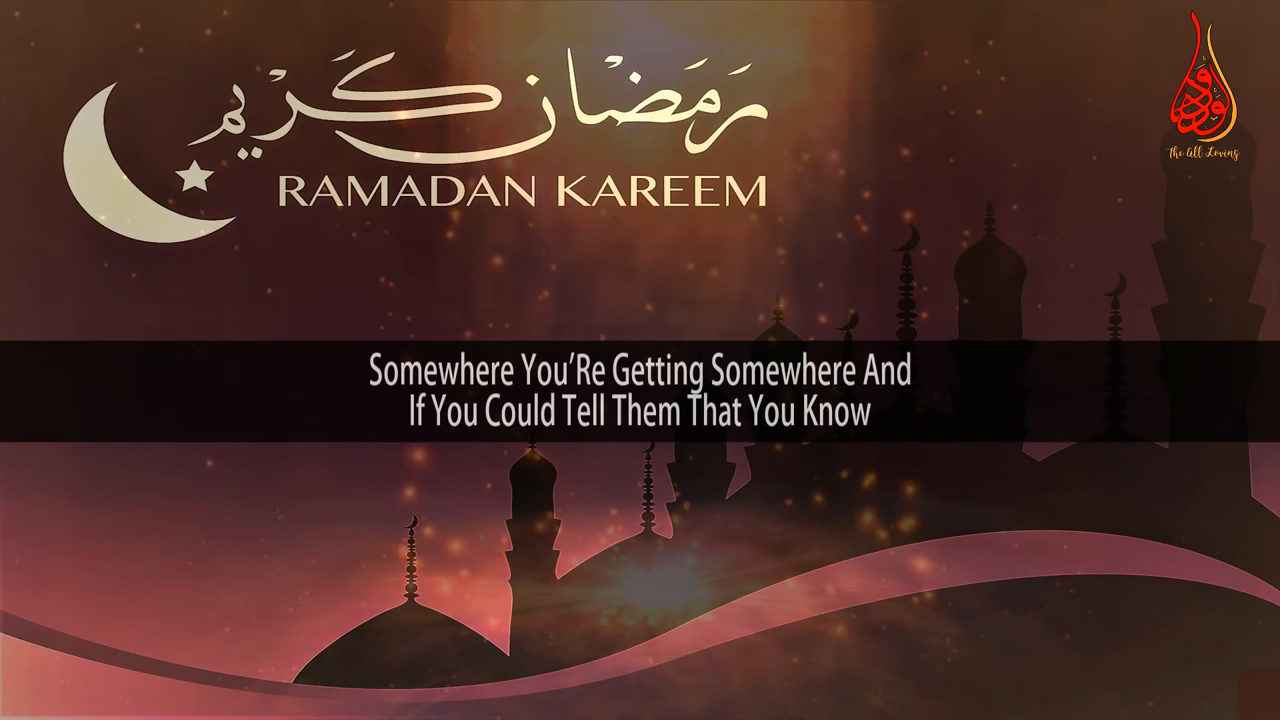 رَمَضَان كَرْيم
RAMADAN KAREEM
الودود
The All Loving
Somewhere You’Re Getting Somewhere And
If You Could Tell Them That You Know